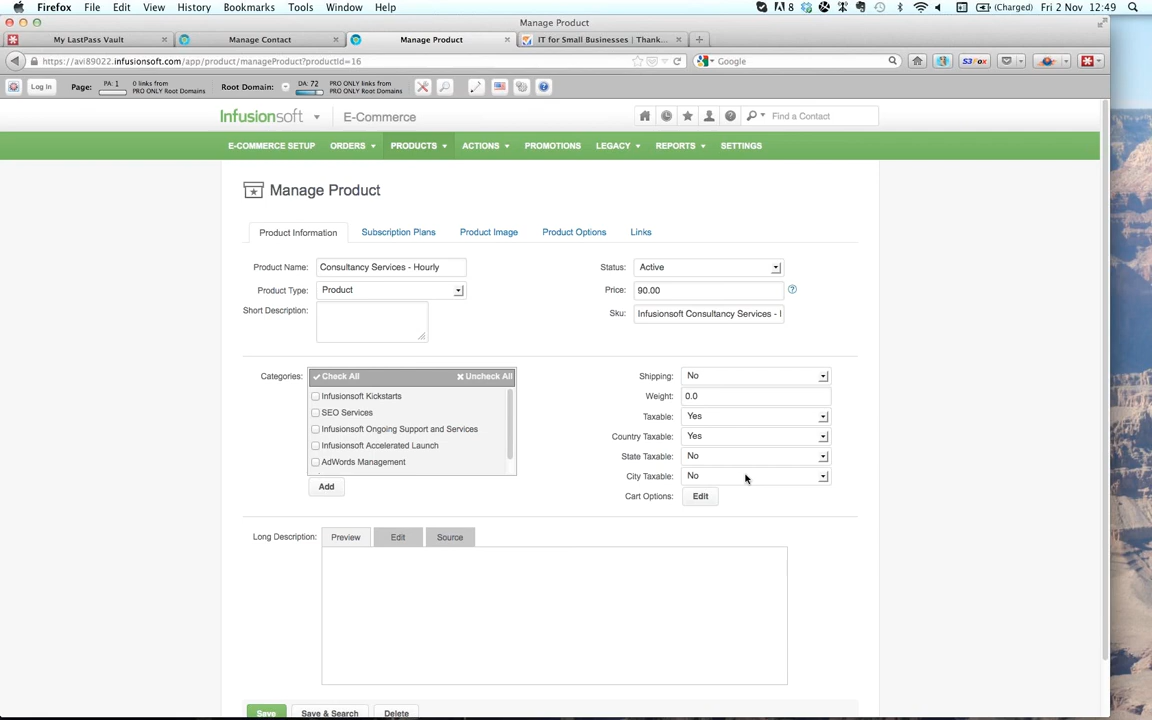 Firefox File Edit View History Bookmarks Tools Window Help 8 (Charged) Fri 2 Nov 12:49
Manage Product
My LastPass Vault Manage Contact Manage Product IT for Small Businesses | Thank...
https://avi89022.infusionsoft.com/app/product/manageProduct?productId=16 Google S3Fox
Log In Page: PA: 1 0 links from PRO ONLY Root Domains Root Domain: DA: 72 PRO ONLY links from PRO ONLY Root Domains
Infusionsoft E-Commerce Find a Contact
E-COMMERCE SETUP ORDERS PRODUCTS ACTIONS PROMOTIONS LEGACY REPORTS SETTINGS
Manage Product
Product Information Subscription Plans Product Image Product Options Links
Product Name: Consultancy Services - Hourly Status: Active
Product Type: Product Price: 90.00
Short Description: Sku: Infusionsoft Consultancy Services -
Categories: Check All Uncheck All Shipping: No
Infusionsoft Kickstarts Weight: 0.0
SEO Services Taxable: Yes
Infusionsoft Ongoing Support and Services Country Taxable: Yes
Infusionsoft Accelerated Launch State Taxable: No
AdWords Management City Taxable: No
Add Cart Options: Edit
Long Description: Preview Edit Source
Save Save & Search Delete